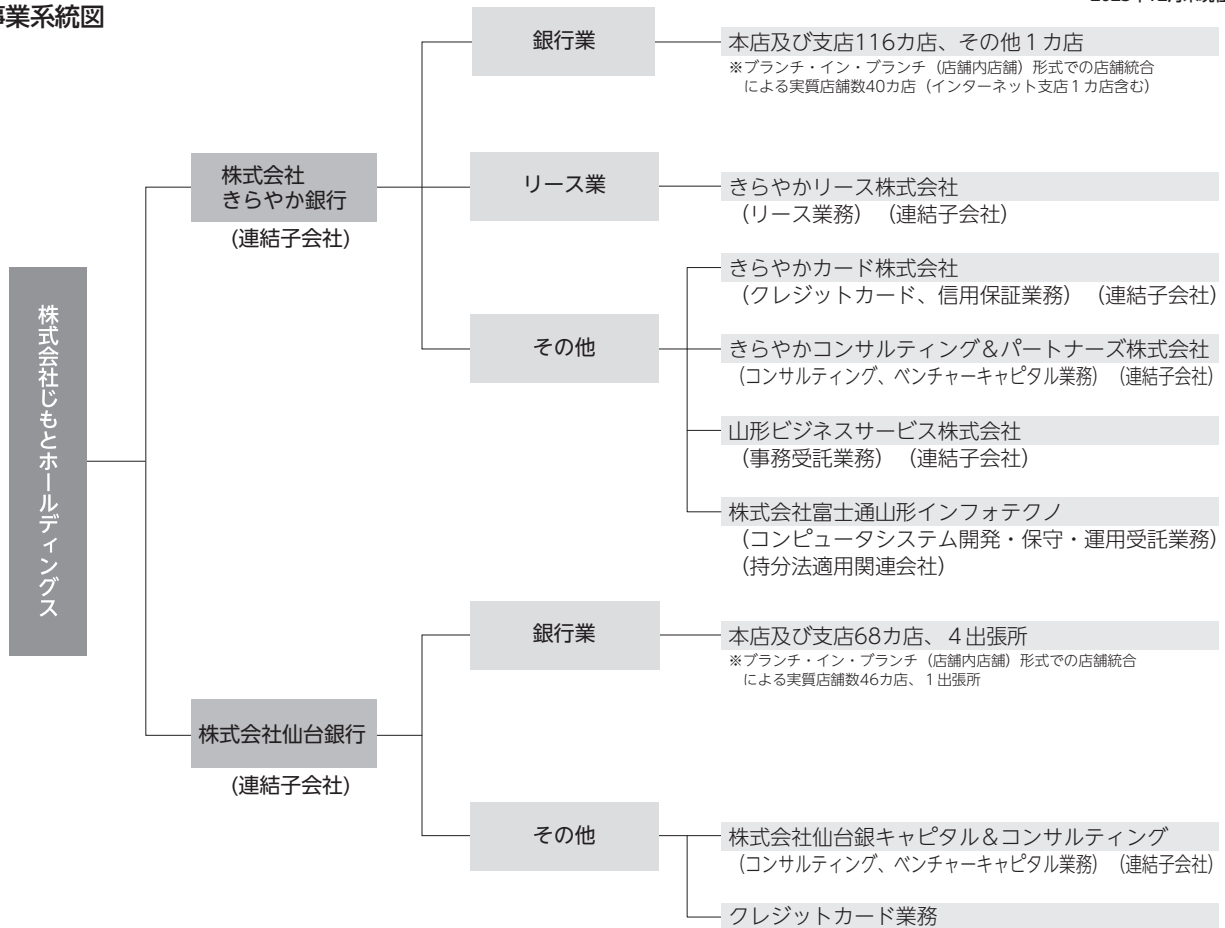 事業系統図
株式会社じもとホールディングス
株式会社
きらやか銀行
(連結子会社)
銀行業
本店及び支店116カ店、その他1カ店
※ブランチ・イン・ブランチ（店舗内店舗）形式での店舗統合
による実質店舗数40カ店（インターネット支店1カ店含む）
リース業
きらやかリース株式会社
（リース業務）（連結子会社）
その他
きらやかカード株式会社
（クレジットカード、信用保証業務）（連結子会社）
きらやかコンサルティング＆パートナーズ株式会社
（コンサルティング、ベンチャーキャピタル業務）（連結子会社）
山形ビジネスサービス株式会社
（事務受託業務）（連結子会社）
株式会社富士通山形インフォテクノ
（コンピュータシステム開発・保守・運用受託業務）
（持分法適用関連会社）
株式会社仙台銀行
(連結子会社)
銀行業
本店及び支店68カ店、4出張所
※ブランチ・イン・ブランチ（店舗内店舗）形式での店舗統合
による実質店舗数46カ店、1出張所
その他
株式会社仙台銀キャピタル＆コンサルティング
（コンサルティング、ベンチャーキャピタル業務）（連結子会社）
クレジットカード業務